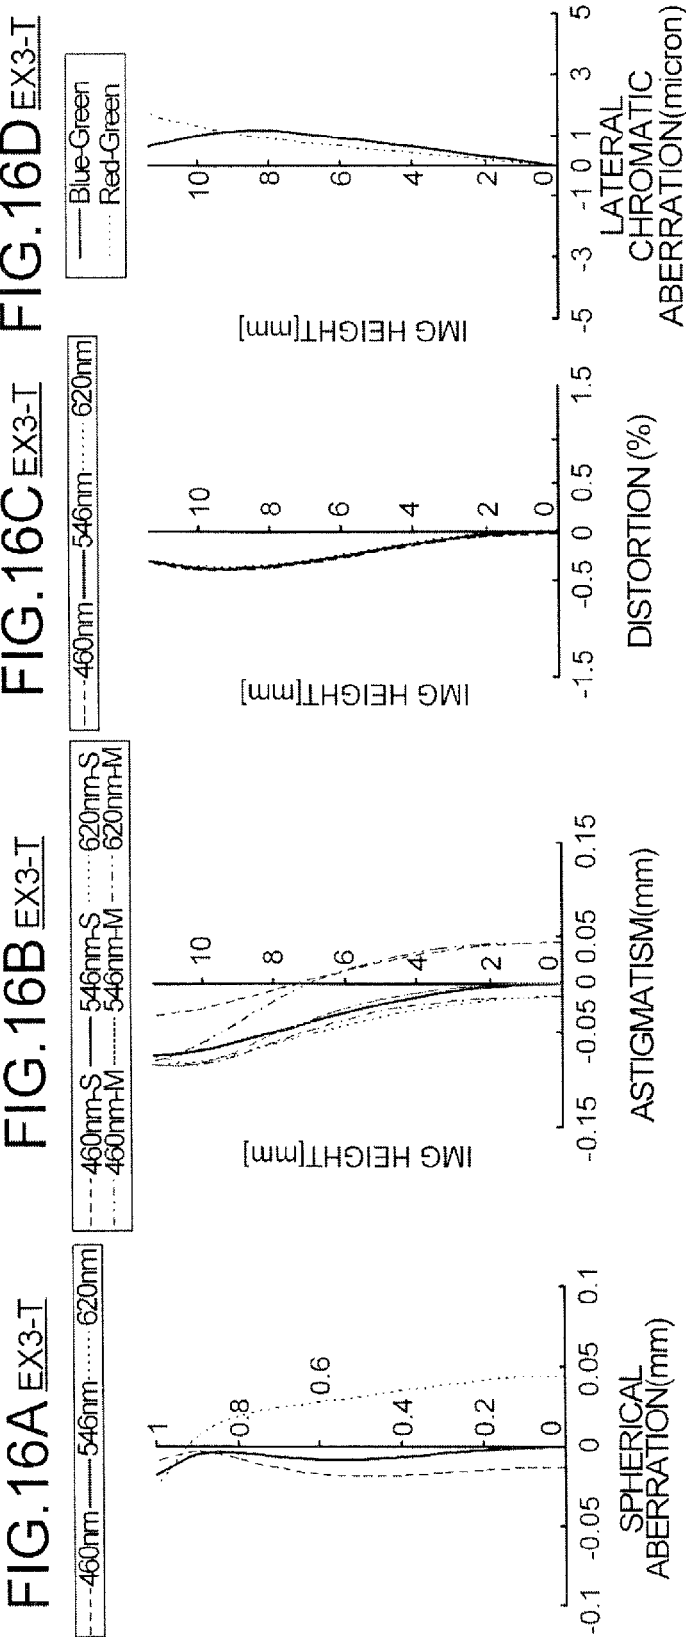 FIG.16A EX3-T
460nm 546nm 620nm
1
0.8
0.6
0.4
0.2
0
-0.1 -0.05 0 0.05 0.1
SPHERICAL
ABERRATION(mm)
FIG.16B EX3-T
460nm-S 546nm-S 620nm-S
460nm-M 546nm-M 620nm-M
IMG HEIGHT[mm]
10
8
6
4
2
0
-0.15 -0.05 0 0.05 0.15
ASTIGMATISM(mm)
FIG.16C EX3-T
460nm 546nm 620nm
IMG HEIGHT[mm]
10
8
6
4
2
0
-1.5 -0.5 0 0.5 1.5
DISTORTION (%)
FIG.16D EX3-T
Blue-Green
Red-Green
IMG HEIGHT[mm]
10
8
6
4
2
0
-5 -3 -1 0 1 3 5
LATERAL
CHROMATIC
ABERRATION(micron)